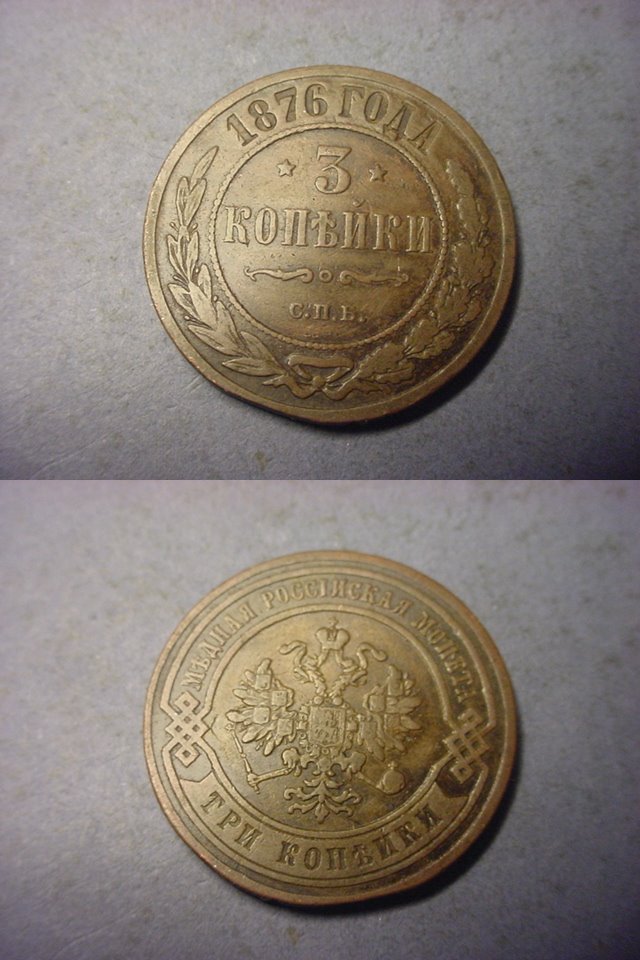 1876 ГОДА
3
КОПѢЙКИ
С.П.Б.
МѢДНАЯ РОССІЙСКАЯ МОНЕТА
ТРИ КОПѢЙКИ